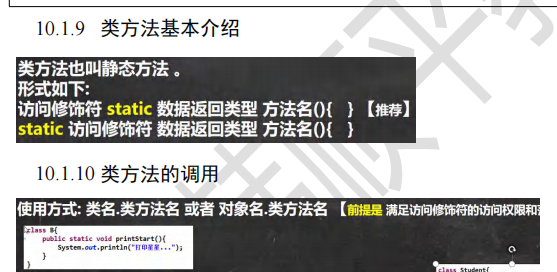 10.1.9 类方法基本介绍
类方法也叫静态方法 。
形式如下:
访问修饰符 static 数据返回类型 方法名(){ } 【推荐】
static 访问修饰符 数据返回类型 方法名(){ }
10.1.10 类方法的调用
使用方式: 类名.类方法名 或者 对象名.类方法名 【前提是 满足访问修饰符的访问权限和
class B{
public static void printStart(){
System.out.println("打印星星...");
}
}
class Student{